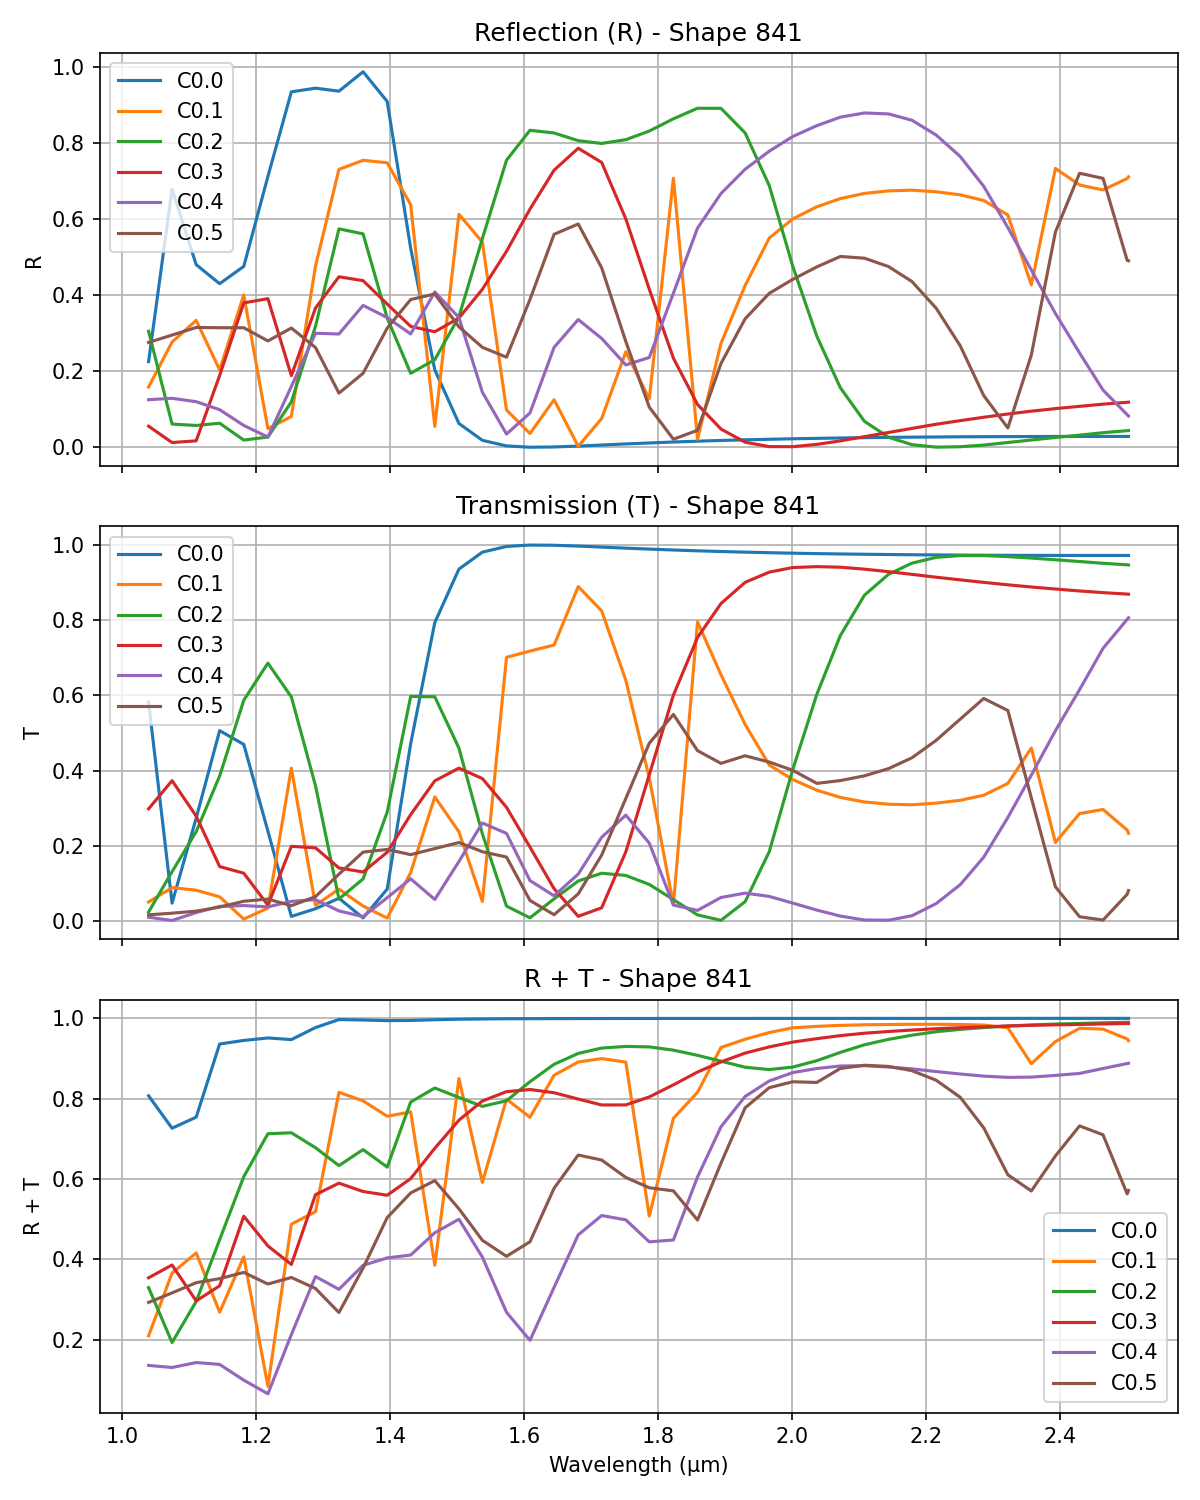 Reflection (R) - Shape 841
1.0
0.8
0.6
0.4
0.2
0.0
R
C0.0
C0.1
C0.2
C0.3
C0.4
C0.5
Transmission (T) - Shape 841
1.0
0.8
0.6
0.4
0.2
0.0
T
C0.0
C0.1
C0.2
C0.3
C0.4
C0.5
R + T - Shape 841
1.0
0.8
0.6
0.4
0.2
R + T
C0.0
C0.1
C0.2
C0.3
C0.4
C0.5
1.0 1.2 1.4 1.6 1.8 2.0 2.2 2.4
Wavelength (µm)